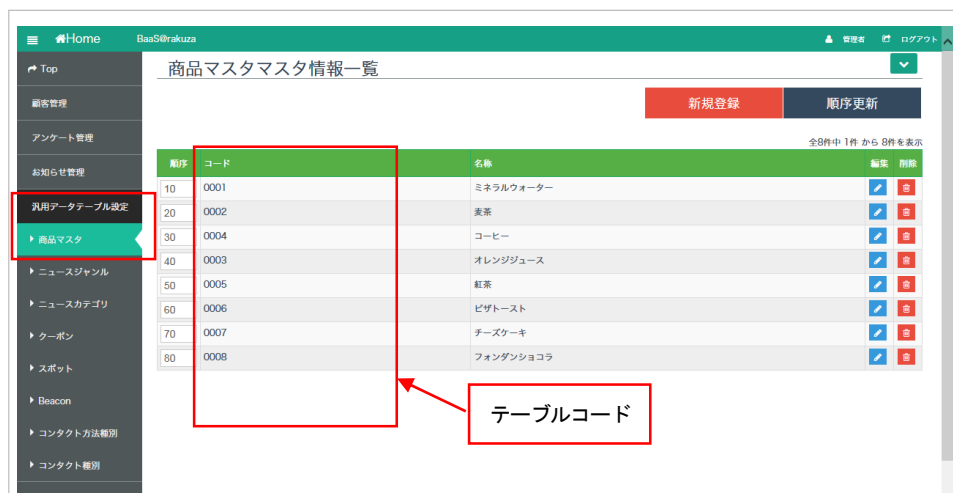 Home BaaS@rakuza 管理者 ログアウト
Top
顧客管理
アンケート管理
お知らせ管理
汎用データテーブル設定
商品マスタ
ニュースジャンル
ニュースカテゴリ
クーポン
スポット
Beacon
コンタクト方法種別
コンタクト種別
商品マスタマスタ情報一覧
新規登録 順序更新
全8件中 1件 から 8件を表示
順序 コード 名称 編集 削除
10 0001 ミネラルウォーター
20 0002 麦茶
30 0004 コーヒー
40 0003 オレンジジュース
50 0005 紅茶
60 0006 ピザトースト
70 0007 チーズケーキ
80 0008 フォンダンショコラ
テーブルコード